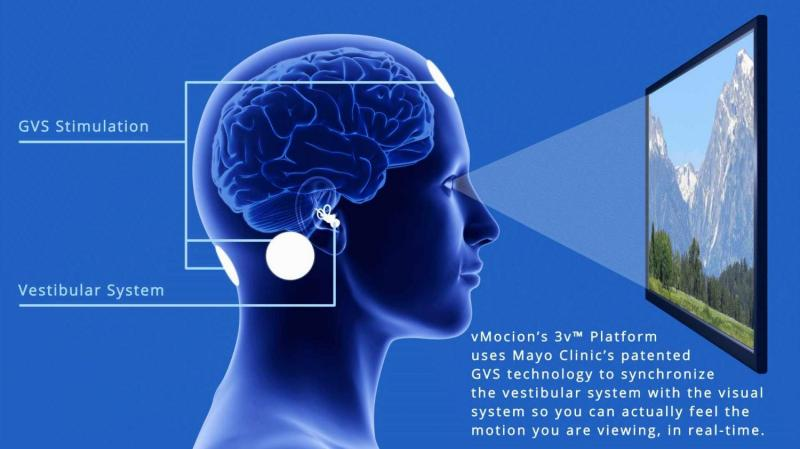 GVS Stimulation
Vestibular System
vMocion's 3v™ Platform
uses Mayo Clinic's patented
GVS technology to synchronize
the vestibular system with the visual
system so you can actually feel the
motion you are viewing, in real-time.